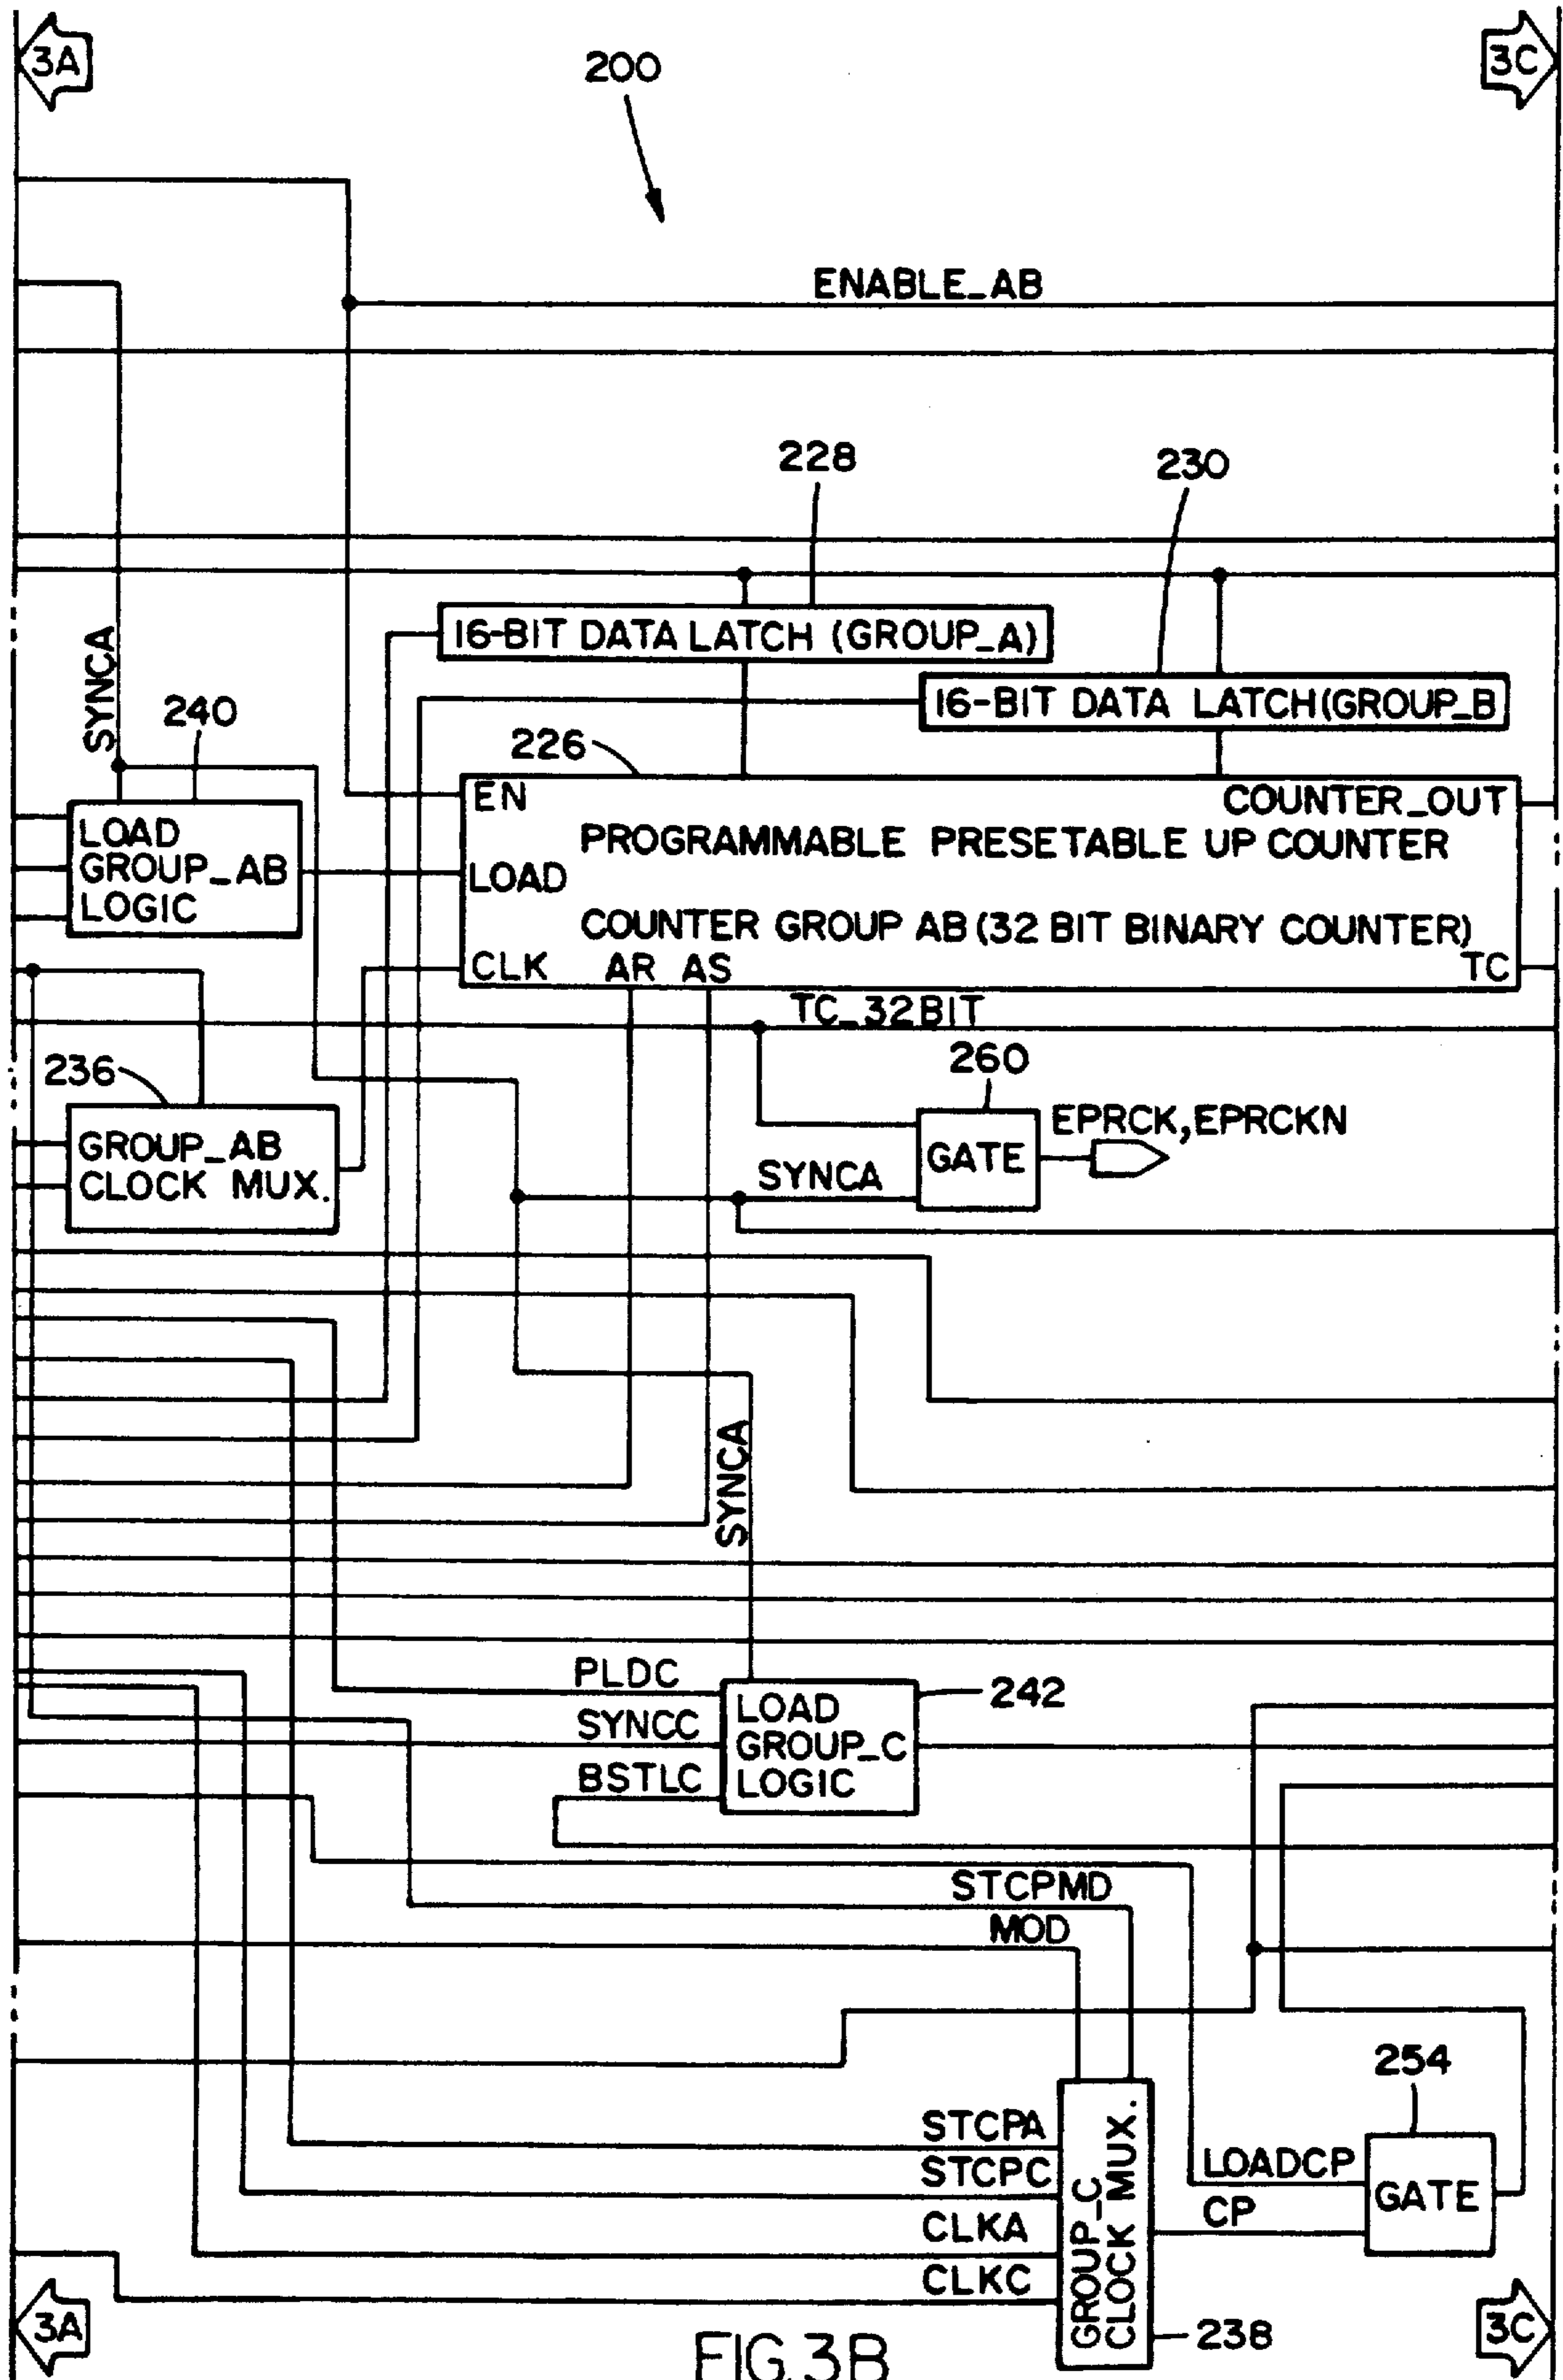 3A
3C
200
ENABLE_AB
228
230
16-BIT DATA LATCH (GROUP_A)
16-BIT DATA LATCH(GROUP_B
SYNCA
240
226
LOAD
GROUP_AB
LOGIC
EN
COUNTER_OUT
PROGRAMMABLE PRESETABLE UP COUNTER
LOAD
COUNTER GROUP AB (32 BIT BINARY COUNTER)
CLK AR AS TC
TC_32BIT
236
260
GROUP_AB
CLOCK MUX.
GATE
EPRCK,EPRCKN
SYNCA
SYNCA
PLDC
SYNCC
BSTLC
LOAD
GROUP_C
LOGIC
242
STCPMD
MOD
254
STCPA
STCPC
CLKA
CLKC
GROUP_C
CLOCK MUX.
LOADCP
CP
GATE
238
3A
3C
FIG.3B